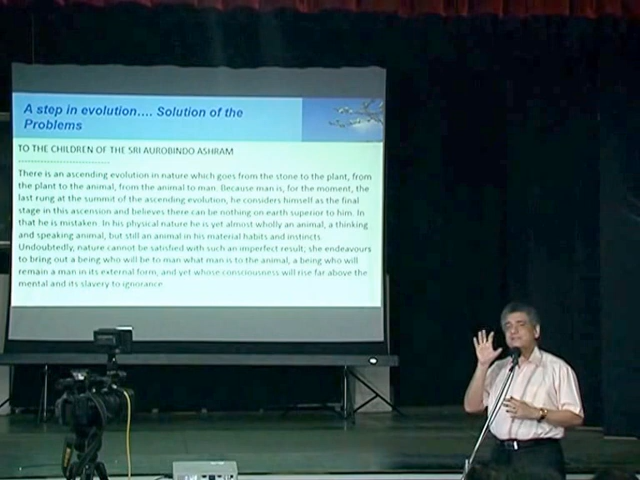 A step in evolution.... Solution of the
Problems
TO THE CHILDREN OF THE SRI AUROBINDO ASHRAM
------------------------------
There is an ascending evolution in nature which goes from the stone to the plant, from
the plant to the animal, from the animal to man. Because man is, for the moment, the
last rung at the summit of the ascending evolution, he considers himself as the final
stage in this ascension and believes there can be nothing on earth superior to him. In
that he is mistaken. In his physical nature he is yet almost wholly an animal, a thinking
and speaking animal, but still an animal in his material habits and instincts.
Undoubtedly, nature cannot be satisfied with such an imperfect result; she endeavours
to bring out a being who will be to man what man is to the animal, a being who will
remain a man in its external form, and yet whose consciousness will rise far above the
mental and its slavery to ignorance.